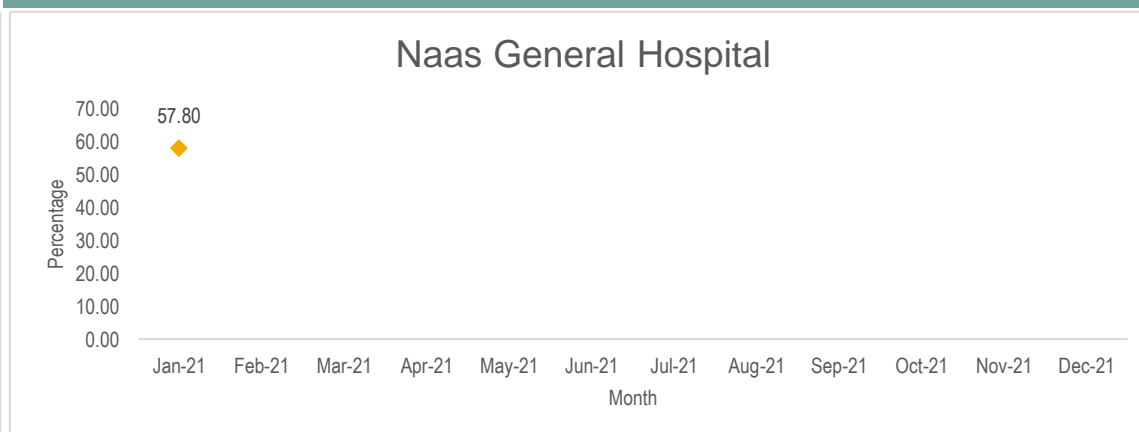 Naas General Hospital
70.00
60.00
50.00
40.00
30.00
20.00
10.00
0.00
Percentage
57.80
Jan-21 Feb-21 Mar-21 Apr-21 May-21 Jun-21 Jul-21 Aug-21 Sep-21 Oct-21 Nov-21 Dec-21
Month